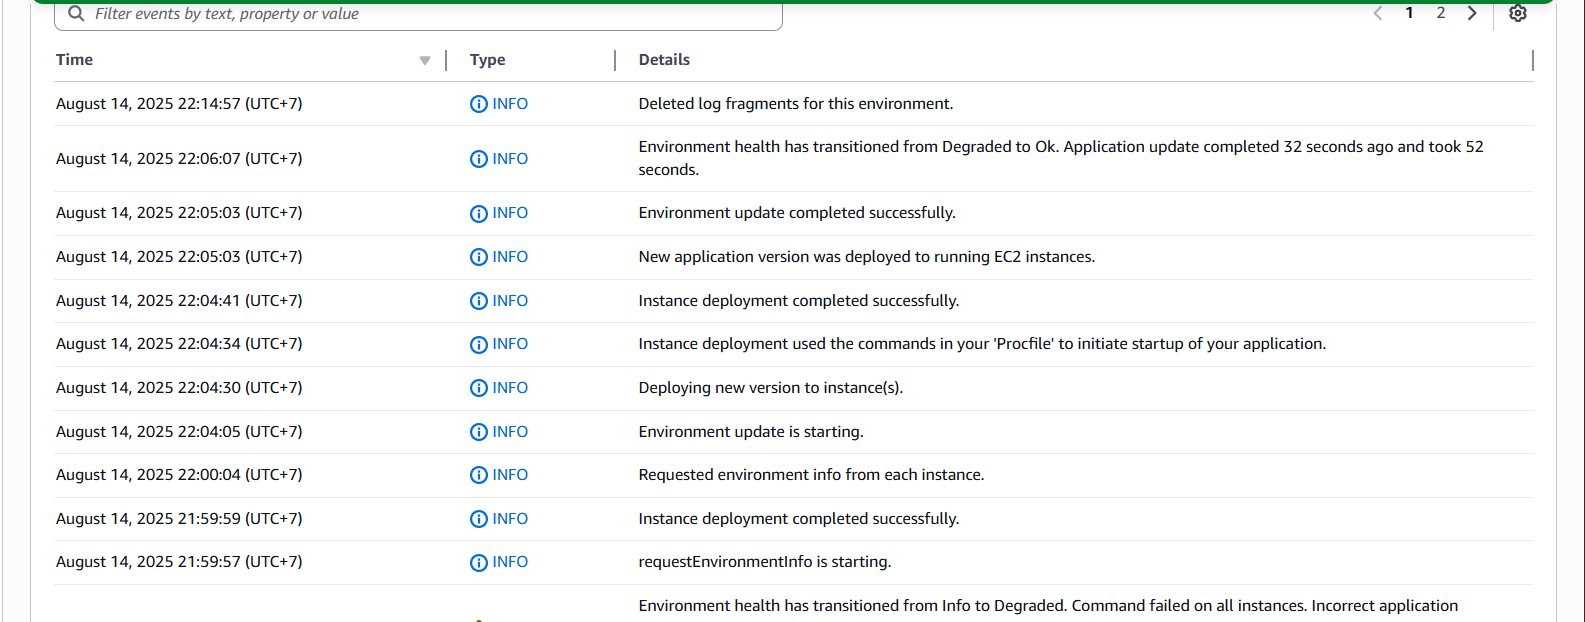 Filter events by text, property or value
1 2
Time Type Details
August 14, 2025 22:14:57 (UTC+7) INFO Deleted log fragments for this environment.
August 14, 2025 22:06:07 (UTC+7) INFO Environment health has transitioned from Degraded to Ok. Application update completed 32 seconds ago and took 52
seconds.
August 14, 2025 22:05:03 (UTC+7) INFO Environment update completed successfully.
August 14, 2025 22:05:03 (UTC+7) INFO New application version was deployed to running EC2 instances.
August 14, 2025 22:04:41 (UTC+7) INFO Instance deployment completed successfully.
August 14, 2025 22:04:34 (UTC+7) INFO Instance deployment used the commands in your 'Procfile' to initiate startup of your application.
August 14, 2025 22:04:30 (UTC+7) INFO Deploying new version to instance(s).
August 14, 2025 22:04:05 (UTC+7) INFO Environment update is starting.
August 14, 2025 22:00:04 (UTC+7) INFO Requested environment info from each instance.
August 14, 2025 21:59:59 (UTC+7) INFO Instance deployment completed successfully.
August 14, 2025 21:59:57 (UTC+7) INFO requestEnvironmentInfo is starting.
Environment health has transitioned from Info to Degraded. Command failed on all instances. Incorrect application